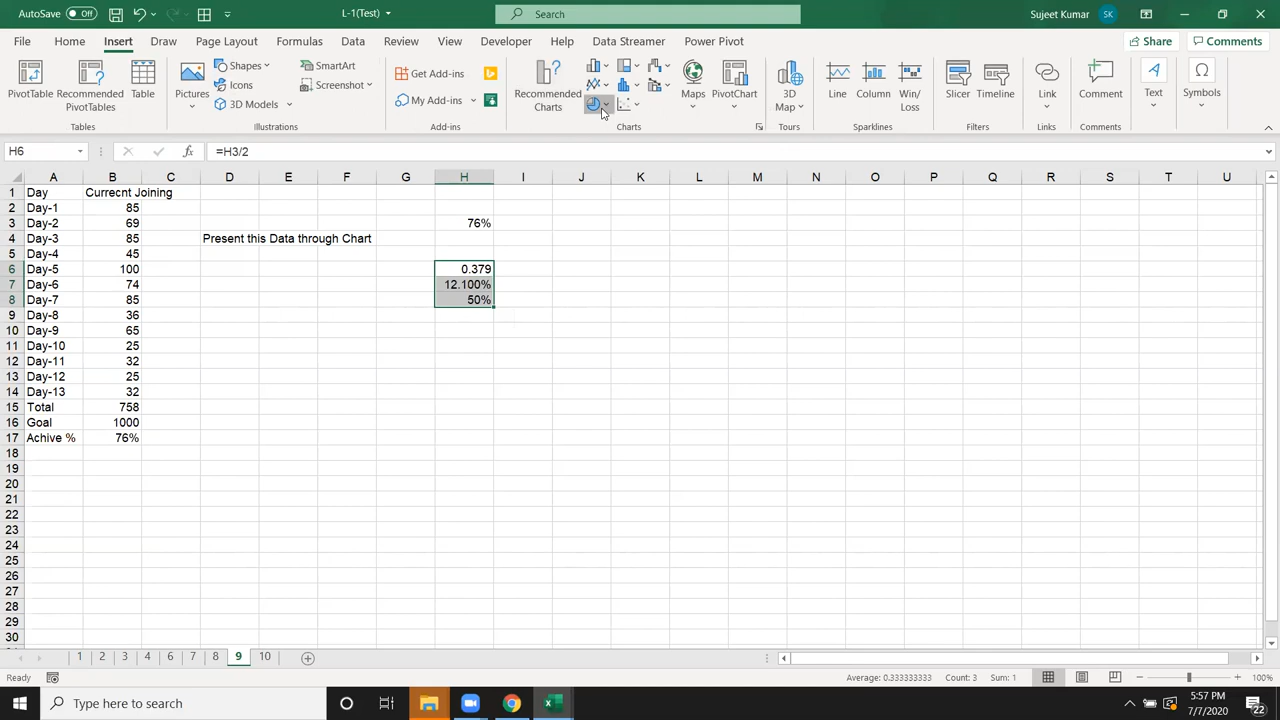 AutoSave Off L-1(Test) Search Sujeet Kumar SK
File Home Insert Draw Page Layout Formulas Data Review View Developer Help Data Streamer Power Pivot Share Comments
PivotTable Recommended PivotTables Table
Tables
Pictures Shapes Icons 3D Models SmartArt Screenshot
Illustrations
Get Add-ins
My Add-ins
Add-ins
Recommended Charts
Maps PivotChart
Charts
3D Map
Tours
Line Column Win/Loss
Sparklines
Slicer Timeline
Filters
Link
Links
Comment
Comments
Text
Symbols
H6 fx =H3/2
A B C D E F G H I J K L M N O P Q R S T U
1 Day Currecnt Joining
2 Day-1 85
3 Day-2 69 76%
4 Day-3 85 Present this Data through Chart
5 Day-4 45
6 Day-5 100 0.379
7 Day-6 74 12.100%
8 Day-7 85 50%
9 Day-8 36
10 Day-9 65
11 Day-10 25
12 Day-11 32
13 Day-12 25
14 Day-13 32
15 Total 758
16 Goal 1000
17 Achive % 76%
18
19
20
21
22
23
24
25
26
27
28
29
30
1 2 3 4 6 7 8 9 10
Ready Average: 0.333333333 Count: 3 Sum: 1 100%
Type here to search 5:57 PM
7/7/2020 22